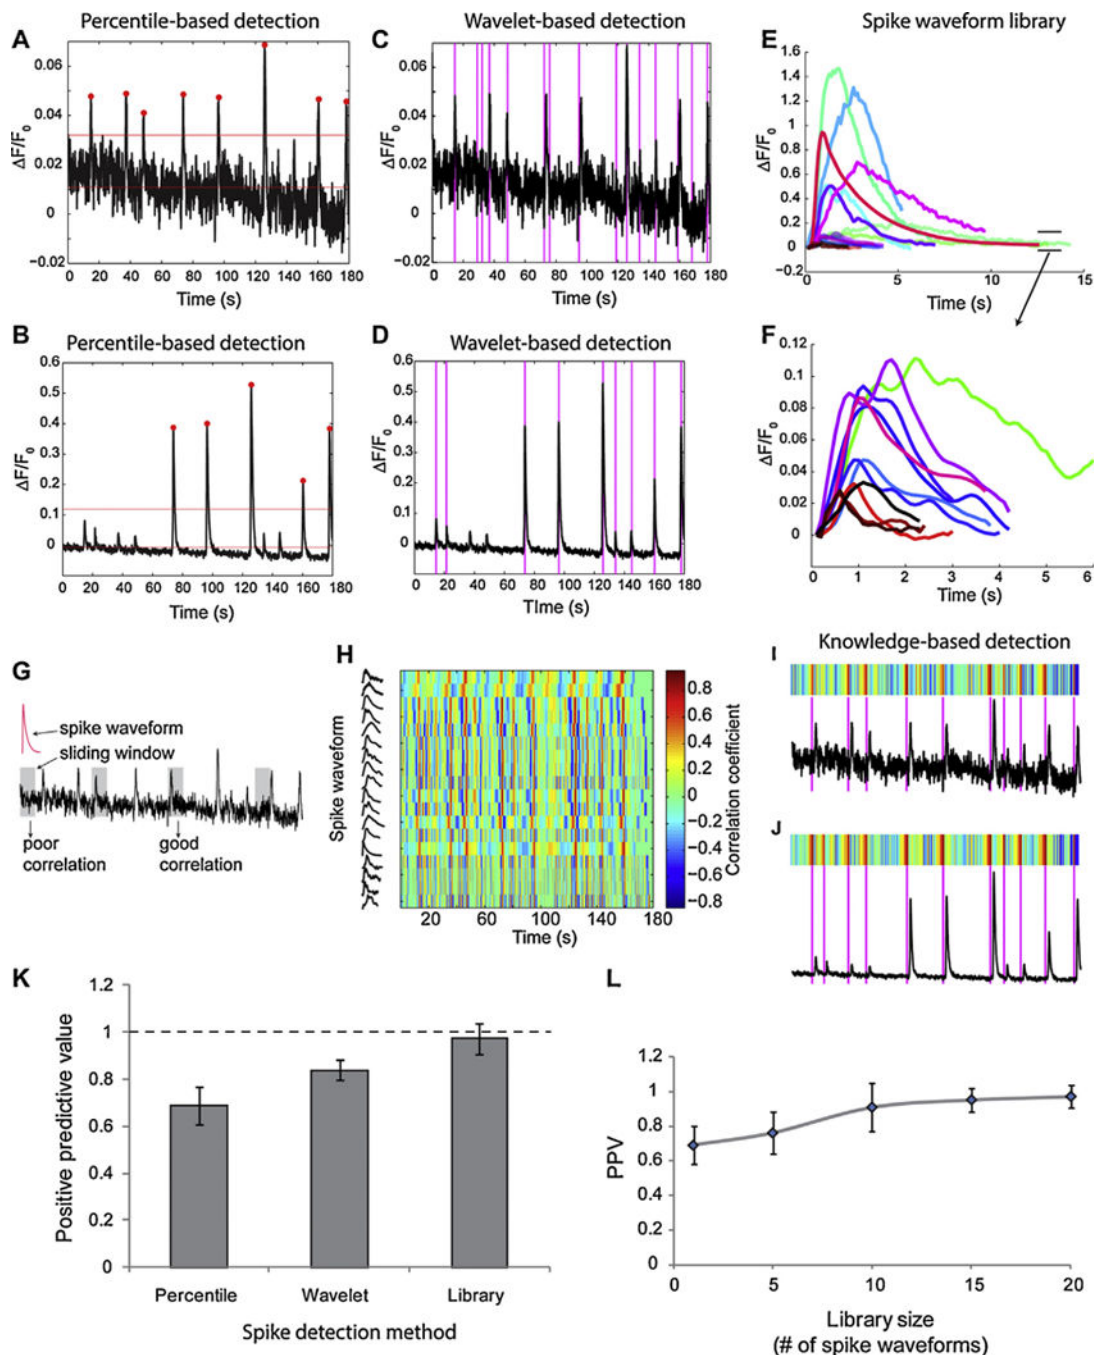 Percentile-based detection
Wavelet-based detection
Spike waveform library
A
ΔF/F0
0.06
0.04
0.02
0
−0.02
0 20 40 60 80 100 120 140 160 180
Time (s)
C
ΔF/F0
0.06
0.04
0.02
0
−0.02
0 20 40 60 80 100 120 140 160 180
Time (s)
E
ΔF/F0
1.6
1.4
1.2
1.0
0.8
0.6
0.4
0.2
0
−0.2
0 5 10 15
Time (s)
B
Percentile-based detection
ΔF/F0
0.6
0.5
0.4
0.3
0.2
0.1
0
−0.1
0 20 40 60 80 100 120 140 160 180
Time (s)
D
Wavelet-based detection
ΔF/F0
0.6
0.5
0.4
0.3
0.2
0.1
0
−0.1
0 20 40 60 80 100 120 140 160 180
TIme (s)
F
ΔF/F0
0.12
0.1
0.08
0.06
0.04
0.02
0
0 1 2 3 4 5 6
Time (s)
G
spike waveform
sliding window
poor
correlation
good
correlation
H
Spike waveform
20 60 100 140 180
Time (s)
0.8
0.6
0.4
0.2
0
−0.2
−0.4
−0.6
−0.8
Correlation coefficient
Knowledge-based detection
I
J
K
Positive predictive value
1.2
1
0.8
0.6
0.4
0.2
0
Percentile Wavelet Library
Spike detection method
L
PPV
1.2
1
0.8
0.6
0.4
0.2
0
0 5 10 15 20
Library size
(# of spike waveforms)